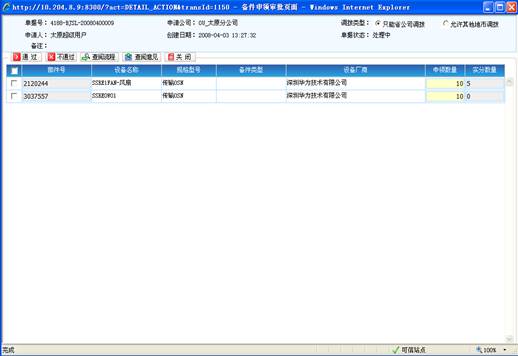 http://10.204.8.9:8300/?act=DETAIL_ACTION&transId=1150 - 备件申领审批页面 - Windows Internet Explorer
单据号: 4188-BJSL-20080400009 申请公司: OU_太原分公司 调拨类型: 只能省公司调拨 允许其他地市调拨
申请人: 太原超级用户 创建日期: 2008-04-03 13:27:32 单据状态: 处理中
备注:
通 过 不通过 查阅流程 查阅意见 关 闭
部件号 设备名称 规格型号 备件类型 设备厂商 申领数量 实分数量
2120244 SSKE1FAN-风扇 传输OSN 深圳华为技术有限公司 10 5
3037557 SSKEOW01 传输OSN 深圳华为技术有限公司 10 0
完成 可信站点 100%